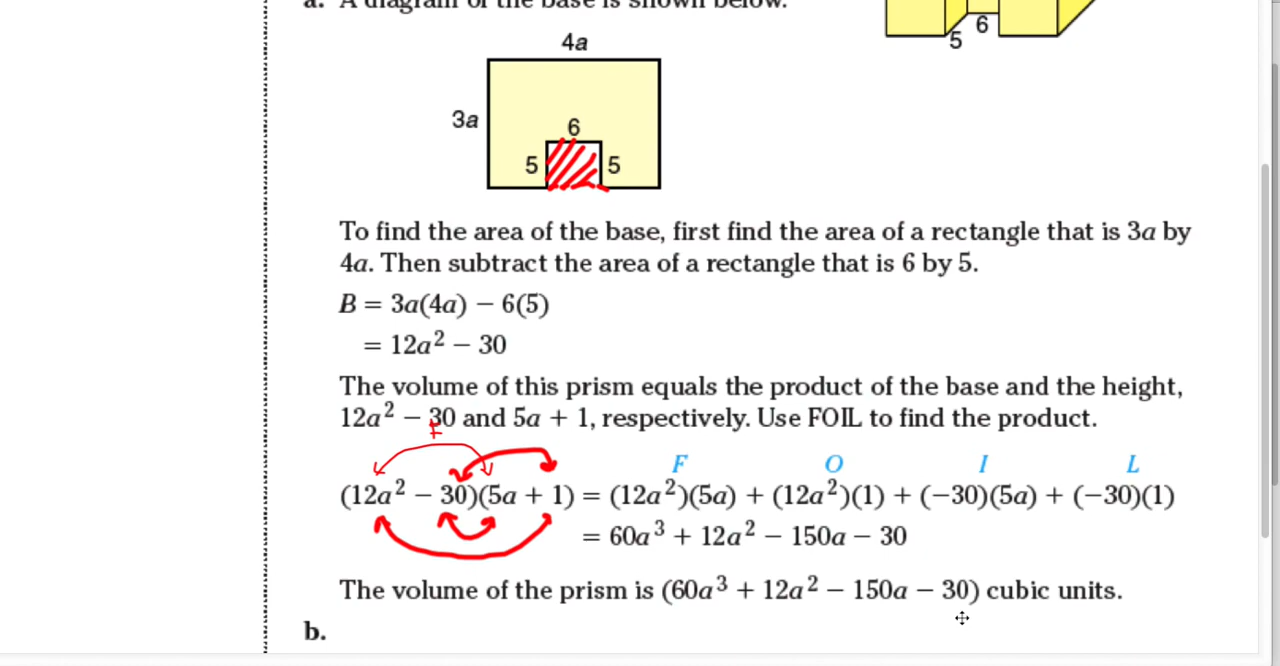 a. A diagram of the base is shown below.
6
5
4a
3a
6
5 5
To find the area of the base, first find the area of a rectangle that is 3a by
4a. Then subtract the area of a rectangle that is 6 by 5.
B = 3a(4a) − 6(5)
= 12a² − 30
The volume of this prism equals the product of the base and the height,
12a² − 30 and 5a + 1, respectively. Use FOIL to find the product.
F
F O I L
(12a² − 30)(5a + 1) = (12a²)(5a) + (12a²)(1) + (−30)(5a) + (−30)(1)
= 60a³ + 12a² − 150a − 30
The volume of the prism is (60a³ + 12a² − 150a − 30) cubic units.
b.